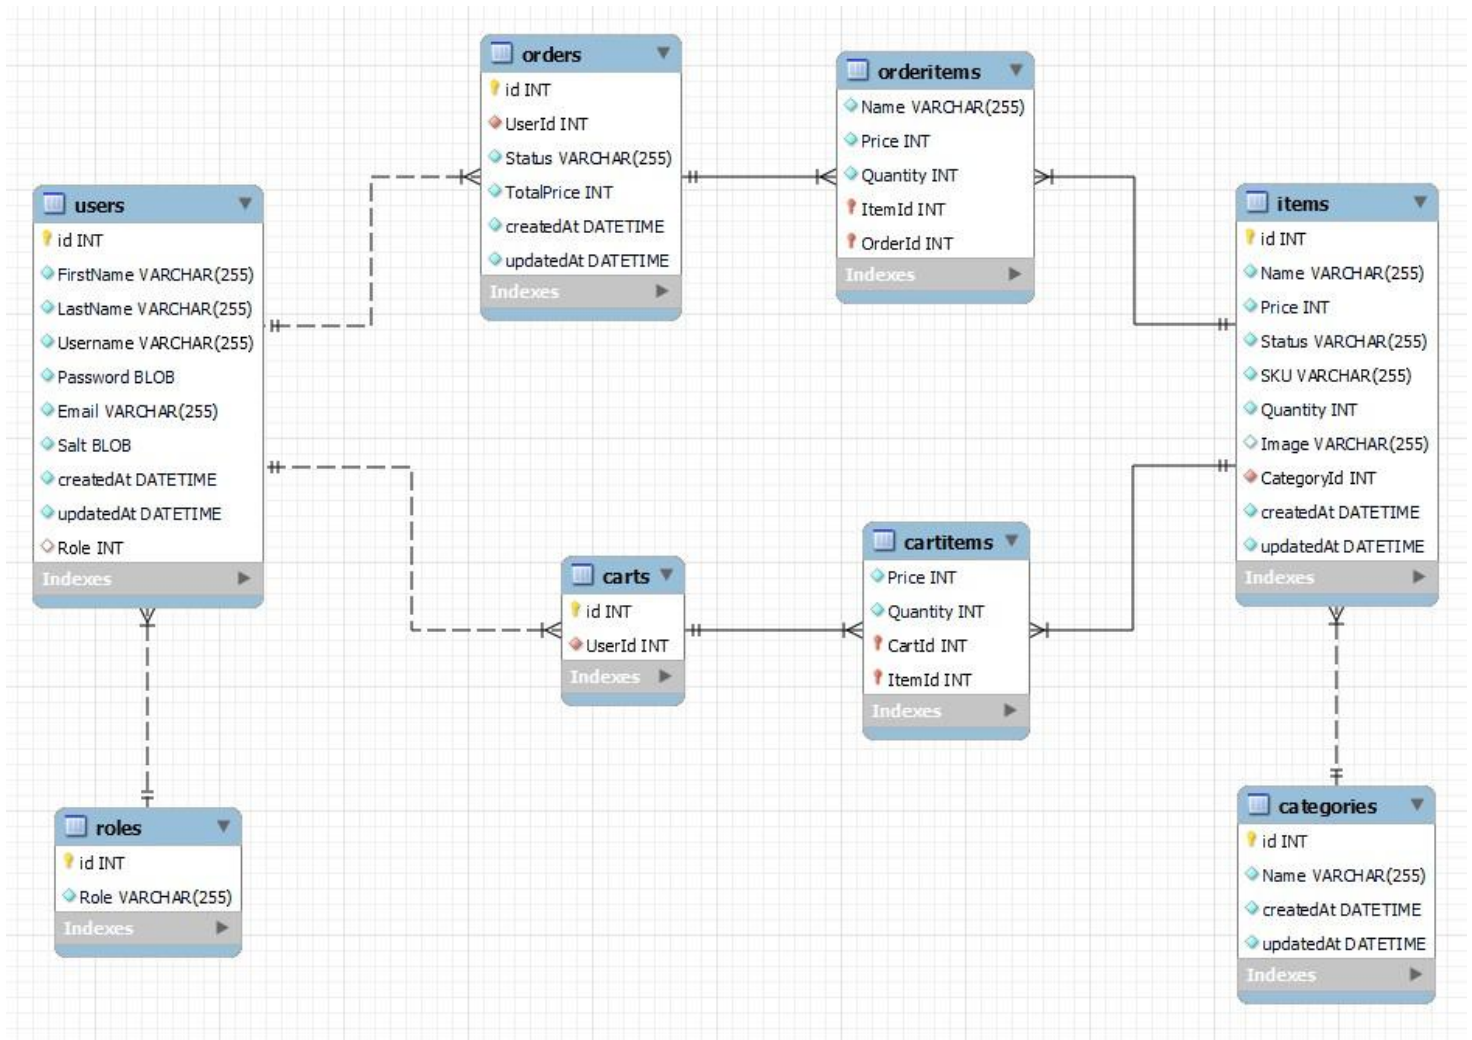 orders
id INT
UserId INT
Status VARCHAR(255)
TotalPrice INT
createdAt DATETIME
updatedAt DATETIME
Indexes
orderitems
Name VARCHAR(255)
Price INT
Quantity INT
ItemId INT
OrderId INT
Indexes
users
id INT
FirstName VARCHAR(255)
LastName VARCHAR(255)
Username VARCHAR(255)
Password BLOB
Email VARCHAR(255)
Salt BLOB
createdAt DATETIME
updatedAt DATETIME
Role INT
Indexes
items
id INT
Name VARCHAR(255)
Price INT
Status VARCHAR(255)
SKU VARCHAR(255)
Quantity INT
Image VARCHAR(255)
CategoryId INT
createdAt DATETIME
updatedAt DATETIME
Indexes
carts
id INT
UserId INT
Indexes
cartitems
Price INT
Quantity INT
CartId INT
ItemId INT
Indexes
roles
id INT
Role VARCHAR(255)
Indexes
categories
id INT
Name VARCHAR(255)
createdAt DATETIME
updatedAt DATETIME
Indexes